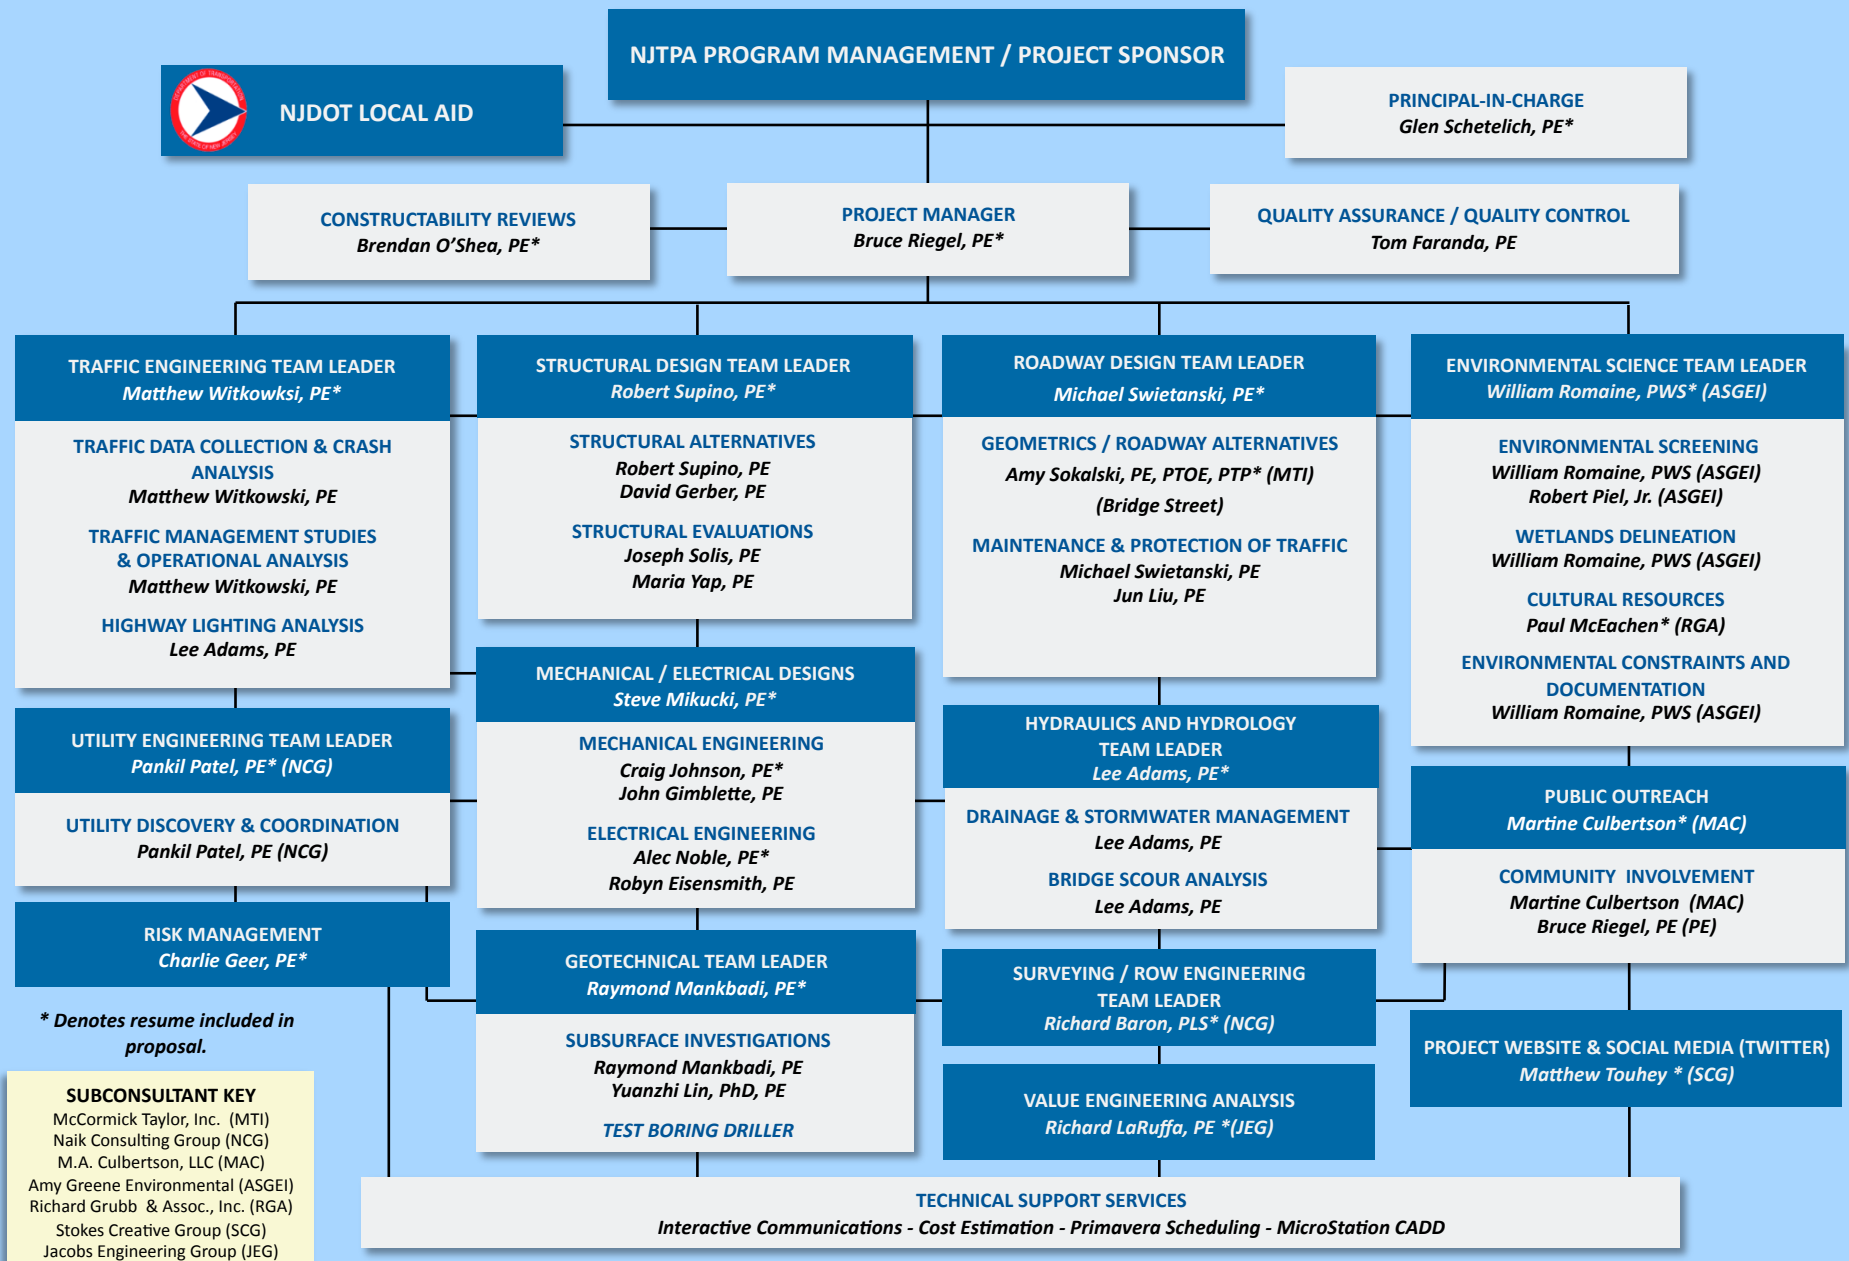 NJTPA PROGRAM MANAGEMENT / PROJECT SPONSOR
NJDOT LOCAL AID
PRINCIPAL-IN-CHARGE
Glen Schetelich, PE*
CONSTRUCTABILITY REVIEWS
Brendan O’Shea, PE*
PROJECT MANAGER
Bruce Riegel, PE*
QUALITY ASSURANCE / QUALITY CONTROL
Tom Faranda, PE
TRAFFIC ENGINEERING TEAM LEADER
Matthew Witkowksi, PE*
TRAFFIC DATA COLLECTION & CRASH
ANALYSIS
Matthew Witkowski, PE
TRAFFIC MANAGEMENT STUDIES
& OPERATIONAL ANALYSIS
Matthew Witkowski, PE
HIGHWAY LIGHTING ANALYSIS
Lee Adams, PE
UTILITY ENGINEERING TEAM LEADER
Pankil Patel, PE* (NCG)
UTILITY DISCOVERY & COORDINATION
Pankil Patel, PE (NCG)
RISK MANAGEMENT
Charlie Geer, PE*
* Denotes resume included in
proposal.
SUBCONSULTANT KEY
McCormick Taylor, Inc. (MTI)
Naik Consulting Group (NCG)
M.A. Culbertson, LLC (MAC)
Amy Greene Environmental (ASGEI)
Richard Grubb & Assoc., Inc. (RGA)
Stokes Creative Group (SCG)
Jacobs Engineering Group (JEG)
STRUCTURAL DESIGN TEAM LEADER
Robert Supino, PE*
STRUCTURAL ALTERNATIVES
Robert Supino, PE
David Gerber, PE
STRUCTURAL EVALUATIONS
Joseph Solis, PE
Maria Yap, PE
MECHANICAL / ELECTRICAL DESIGNS
Steve Mikucki, PE*
MECHANICAL ENGINEERING
Craig Johnson, PE*
John Gimblette, PE
ELECTRICAL ENGINEERING
Alec Noble, PE*
Robyn Eisensmith, PE
GEOTECHNICAL TEAM LEADER
Raymond Mankbadi, PE*
SUBSURFACE INVESTIGATIONS
Raymond Mankbadi, PE
Yuanzhi Lin, PhD, PE
TEST BORING DRILLER
ROADWAY DESIGN TEAM LEADER
Michael Swietanski, PE*
GEOMETRICS / ROADWAY ALTERNATIVES
Amy Sokalski, PE, PTOE, PTP* (MTI)
(Bridge Street)
MAINTENANCE & PROTECTION OF TRAFFIC
Michael Swietanski, PE
Jun Liu, PE
HYDRAULICS AND HYDROLOGY
TEAM LEADER
Lee Adams, PE*
DRAINAGE & STORMWATER MANAGEMENT
Lee Adams, PE
BRIDGE SCOUR ANALYSIS
Lee Adams, PE
SURVEYING / ROW ENGINEERING
TEAM LEADER
Richard Baron, PLS* (NCG)
VALUE ENGINEERING ANALYSIS
Richard LaRuffa, PE *(JEG)
ENVIRONMENTAL SCIENCE TEAM LEADER
William Romaine, PWS* (ASGEI)
ENVIRONMENTAL SCREENING
William Romaine, PWS (ASGEI)
Robert Piel, Jr. (ASGEI)
WETLANDS DELINEATION
William Romaine, PWS (ASGEI)
CULTURAL RESOURCES
Paul McEachen* (RGA)
ENVIRONMENTAL CONSTRAINTS AND
DOCUMENTATION
William Romaine, PWS (ASGEI)
PUBLIC OUTREACH
Martine Culbertson* (MAC)
COMMUNITY INVOLVEMENT
Martine Culbertson (MAC)
Bruce Riegel, PE (PE)
PROJECT WEBSITE & SOCIAL MEDIA (TWITTER)
Matthew Touhey * (SCG)
TECHNICAL SUPPORT SERVICES
Interactive Communications - Cost Estimation - Primavera Scheduling - MicroStation CADD